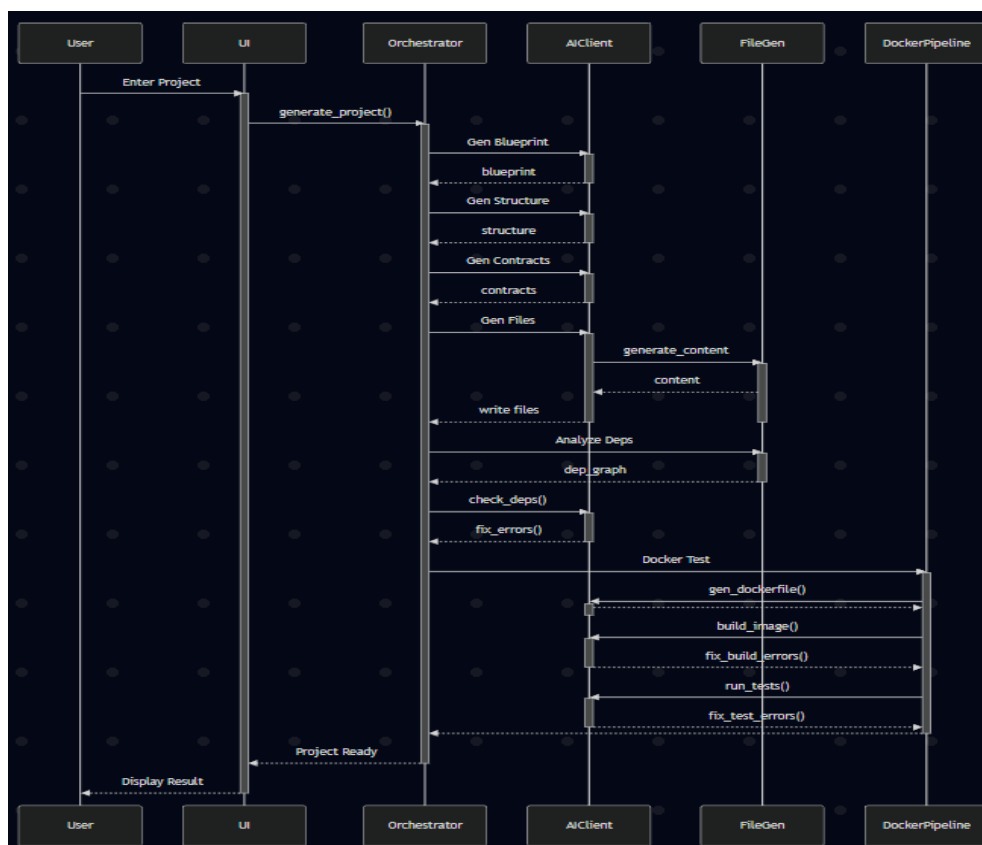 User
UI
Orchestrator
AIClient
FileGen
DockerPipeline
Enter Project
generate_project()
Gen Blueprint
blueprint
Gen Structure
structure
Gen Contracts
contracts
Gen Files
generate_content
content
write files
Analyze Deps
dep_graph
check_deps()
fix_errors()
Docker Test
gen_dockerfile()
build_image()
fix_build_errors()
run_tests()
fix_test_errors()
Project Ready
Display Result
User
UI
Orchestrator
AIClient
FileGen
DockerPipeline